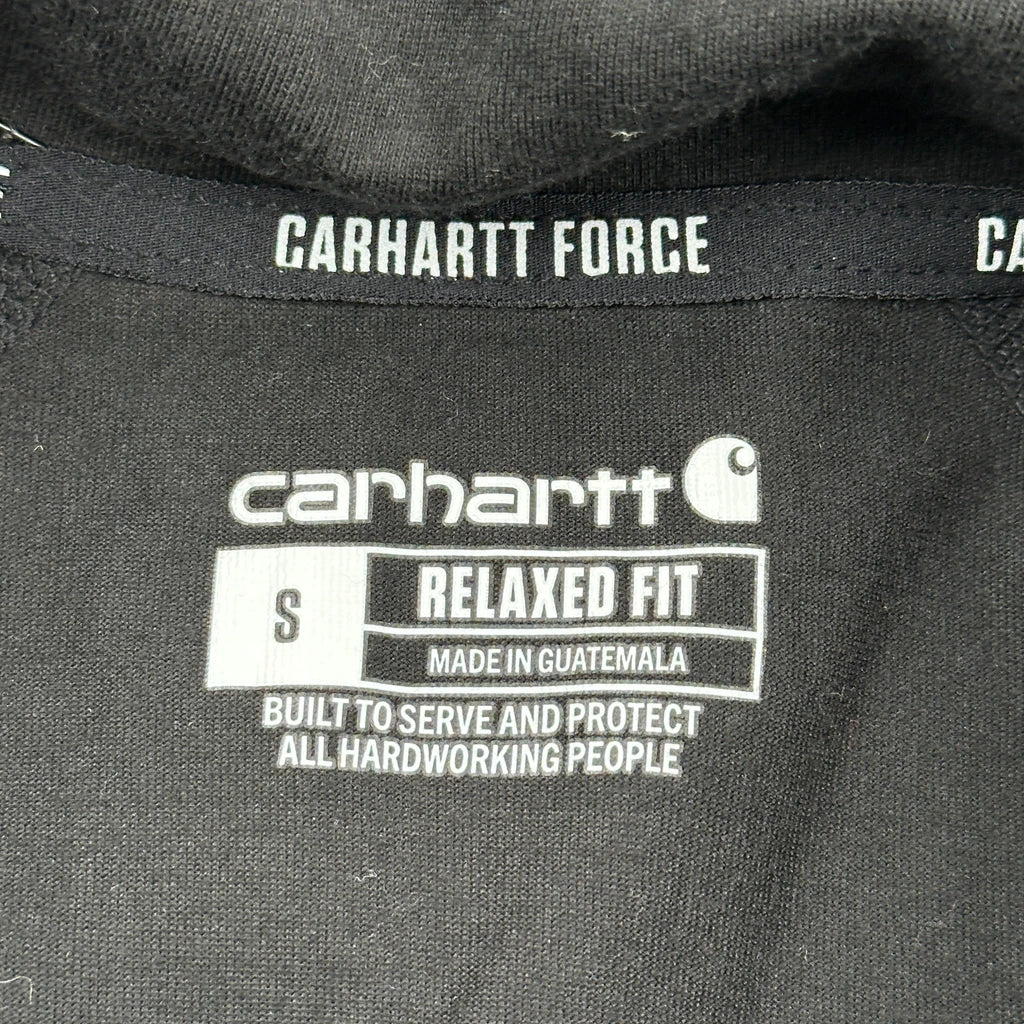 CARHARTT FORCE
CA
carhartt
S
RELAXED FIT
MADE IN GUATEMALA
BUILT TO SERVE AND PROTECT
ALL HARDWORKING PEOPLE